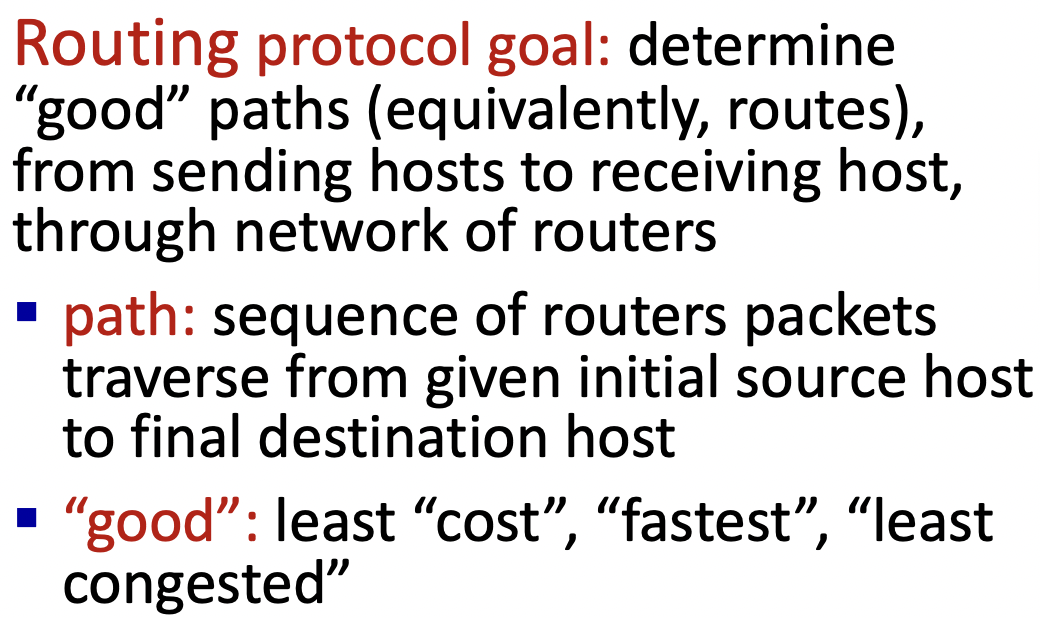 Routing protocol goal: determine
“good” paths (equivalently, routes),
from sending hosts to receiving host,
through network of routers
▪ path: sequence of routers packets
traverse from given initial source host
to final destination host
▪ “good”: least “cost”, “fastest”, “least
congested”